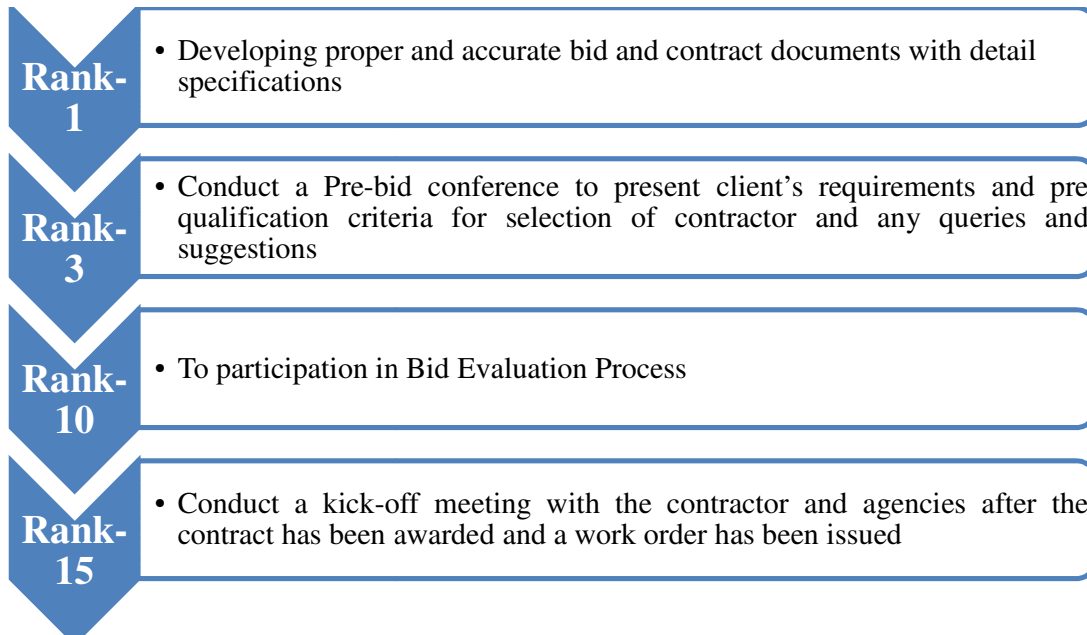 Rank-
1
• Developing proper and accurate bid and contract documents with detail
specifications
Rank-
3
• Conduct a Pre-bid conference to present client’s requirements and pre
qualification criteria for selection of contractor and any queries and
suggestions
Rank-
10
• To participation in Bid Evaluation Process
Rank-
15
• Conduct a kick-off meeting with the contractor and agencies after the
contract has been awarded and a work order has been issued